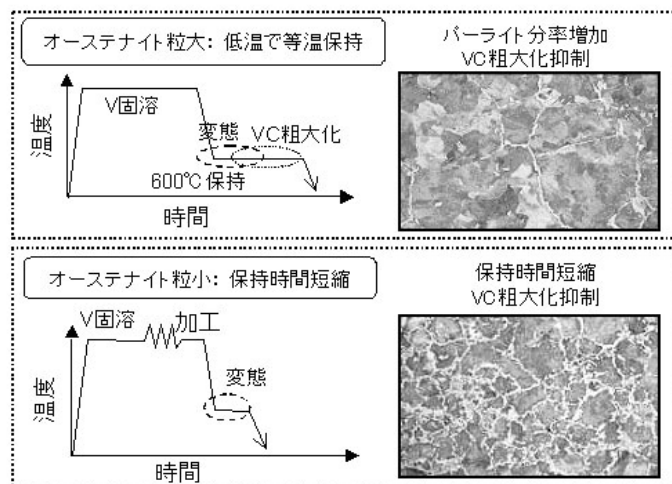 オーステナイト粒大: 低温で等温保持
パーライト分率増加
VC粗大化抑制
V固溶
変態
VC粗大化
600℃保持
温度
時間
オーステナイト粒小: 保持時間短縮
保持時間短縮
VC粗大化抑制
V固溶
加工
変態
温度
時間